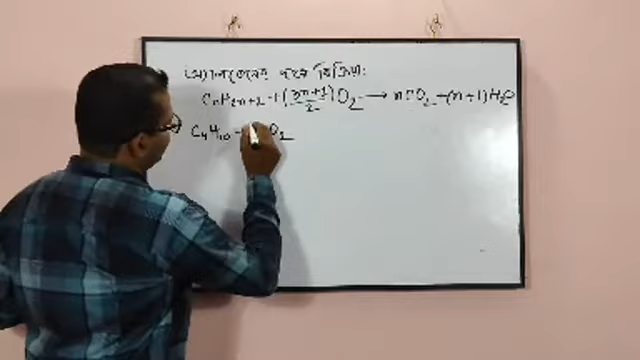 অ্যালকেনের দহন বিক্রিয়া:
CnH2n+2 + (3n+1/2) O2 → nCO2 + (n+1) H2O
C4H10 + O2